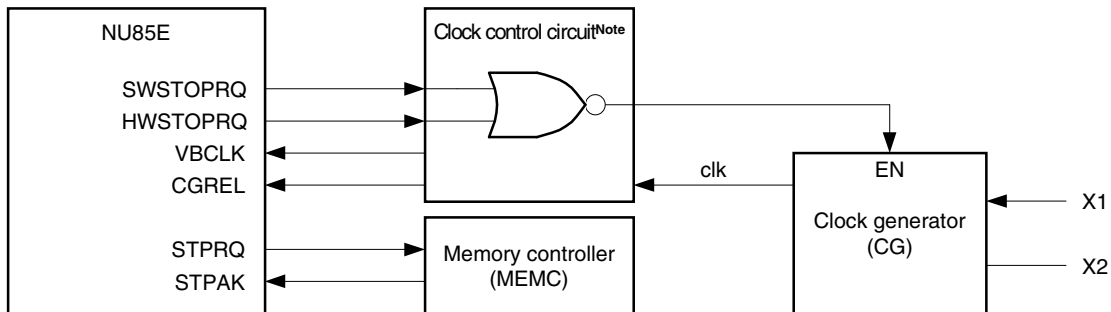 NU85E
SWSTOPRQ
HWSTOPRQ
VBCLK
CGREL
STPRQ
STPAK
Clock control circuitNote
Memory controller
(MEMC)
clk
EN
Clock generator
(CG)
X1
X2